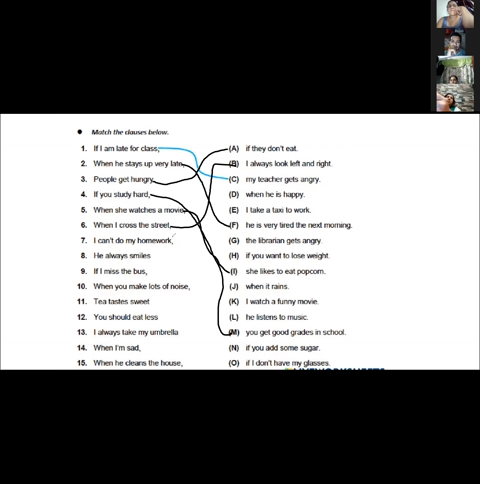 ● Match the clauses below.
1. If I am late for class, (A) if they don't eat.
2. When he stays up very late, (B) I always look left and right.
3. People get hungry (C) my teacher gets angry.
4. If you study hard, (D) when he is happy.
5. When she watches a movie, (E) I take a taxi to work.
6. When I cross the street, (F) he is very tired the next morning.
7. I can't do my homework, (G) the librarian gets angry.
8. He always smiles (H) if you want to lose weight.
9. If I miss the bus, (I) she likes to eat popcorn.
10. When you make lots of noise, (J) when it rains.
11. Tea tastes sweet (K) I watch a funny movie.
12. You should eat less (L) he listens to music.
13. I always take my umbrella (M) you get good grades in school.
14. When I'm sad, (N) if you add some sugar.
15. When he cleans the house, (O) if I don't have my glasses.
LIVEWORKSHEETS